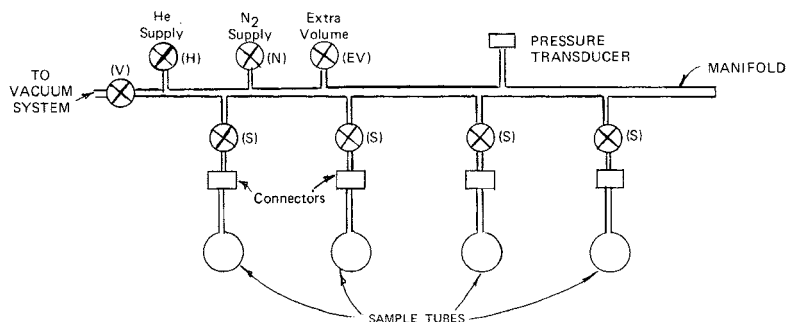 He
Supply
(H)
N2
Supply
(N)
Extra
Volume
(EV)
PRESSURE
TRANSDUCER
MANIFOLD
TO
VACUUM
SYSTEM
(V)
(S)
(S)
(S)
(S)
Connectors
SAMPLE TUBES